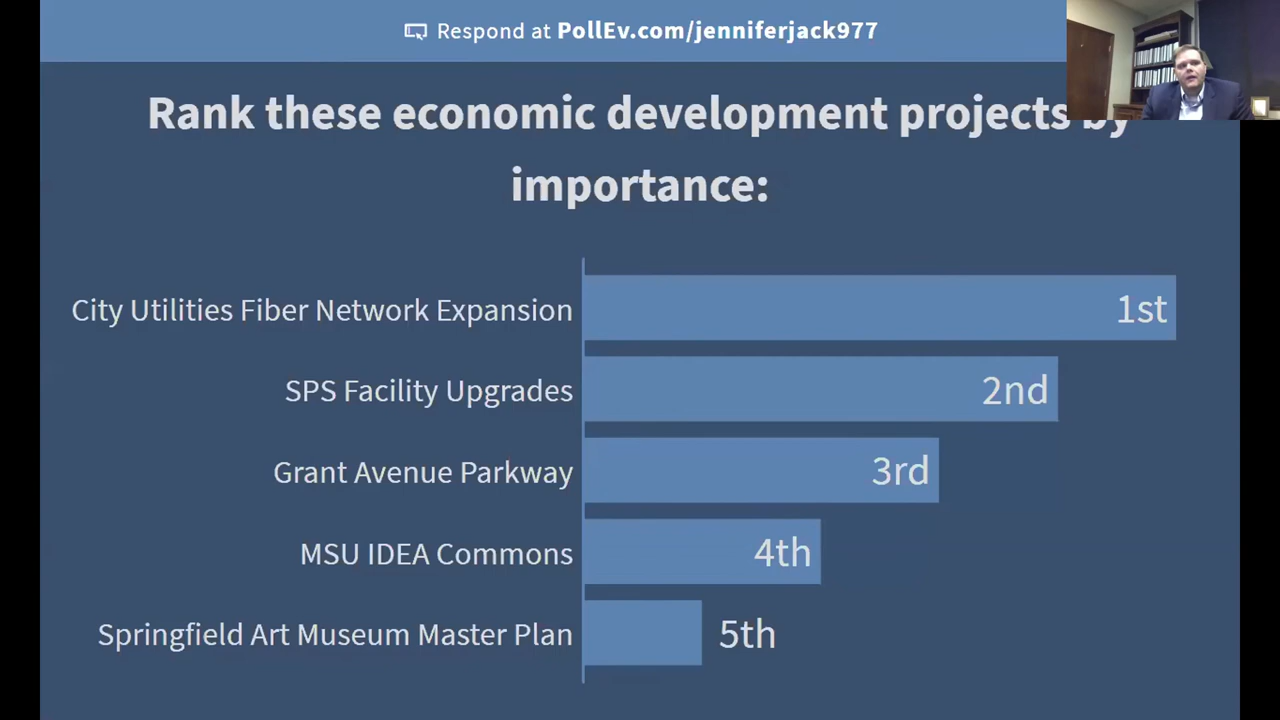 Respond at PollEv.com/jenniferjack977
Rank these economic development projects by
importance:
City Utilities Fiber Network Expansion
1st
SPS Facility Upgrades
2nd
Grant Avenue Parkway
3rd
MSU IDEA Commons
4th
Springfield Art Museum Master Plan
5th